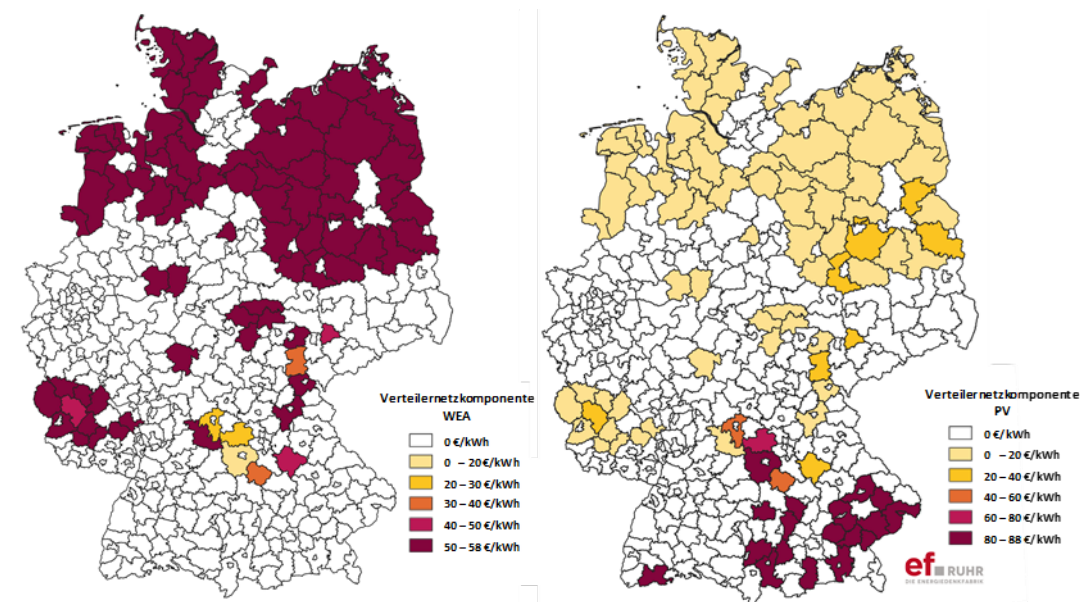 Verteilernetzkomponente
WEA
0 €/kWh
0 – 20 €/kWh
20 – 30 €/kWh
30 – 40 €/kWh
40 – 50 €/kWh
50 – 58 €/kWh
Verteilernetzkomponente
PV
0 €/kWh
0 – 20 €/kWh
20 – 40 €/kWh
40 – 60 €/kWh
60 – 80 €/kWh
80 – 88 €/kWh
ef RUHR
DIE ENERGIEDENKFABRIK